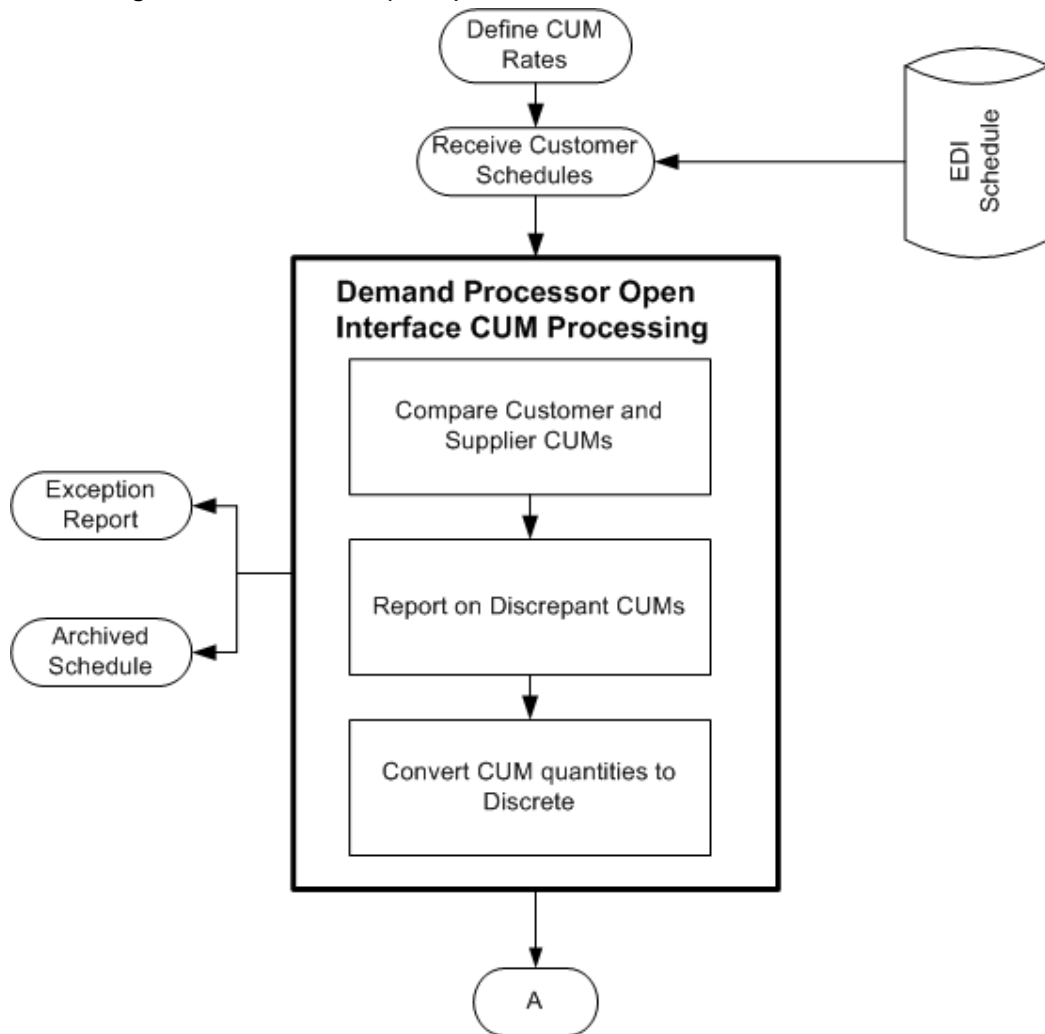 Define CUM
Rates
Receive Customer
Schedules
EDI
Schedule
Demand Processor Open
Interface CUM Processing
Compare Customer and
Supplier CUMs
Exception
Report
Report on Discrepant CUMs
Archived
Schedule
Convert CUM quantities to
Discrete
A